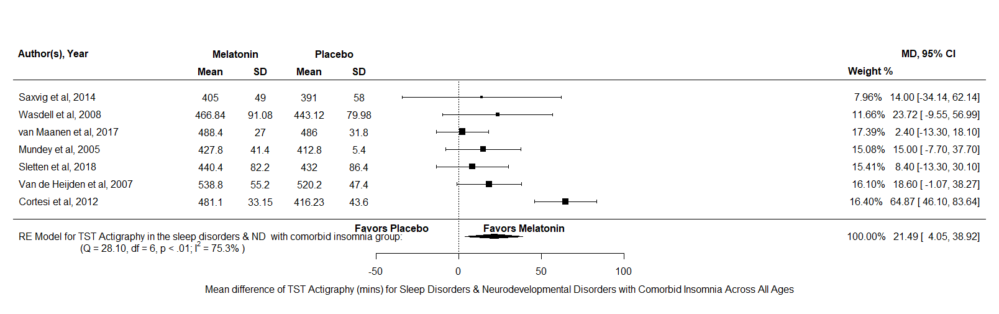 Author(s), Year Melatonin Placebo MD, 95% CI
Mean SD Mean SD Weight %
Saxvig et al, 2014 405 49 391 58 7.96% 14.00 [-34.14, 62.14]
Wasdell et al, 2008 466.84 91.08 443.12 79.98 11.66% 23.72 [ -9.55, 56.99]
van Maanen et al, 2017 488.4 27 486 31.8 17.39% 2.40 [-13.30, 18.10]
Mundey et al, 2005 427.8 41.4 412.8 5.4 15.08% 15.00 [ -7.70, 37.70]
Sletten et al, 2018 440.4 82.2 432 86.4 15.41% 8.40 [-13.30, 30.10]
Van de Heijden et al, 2007 538.8 55.2 520.2 47.4 16.10% 18.60 [ -1.07, 38.27]
Cortesi et al, 2012 481.1 33.15 416.23 43.6 16.40% 64.87 [ 46.10, 83.64]
Favors Placebo Favors Melatonin
RE Model for TST Actigraphy in the sleep disorders & ND with comorbid insomnia group: 100.00% 21.49 [ 4.05, 38.92]
(Q = 28.10, df = 6, p < .01; I² = 75.3% )
-50 0 50 100
Mean difference of TST Actigraphy (mins) for Sleep Disorders & Neurodevelopmental Disorders with Comorbid Insomnia Across All Ages